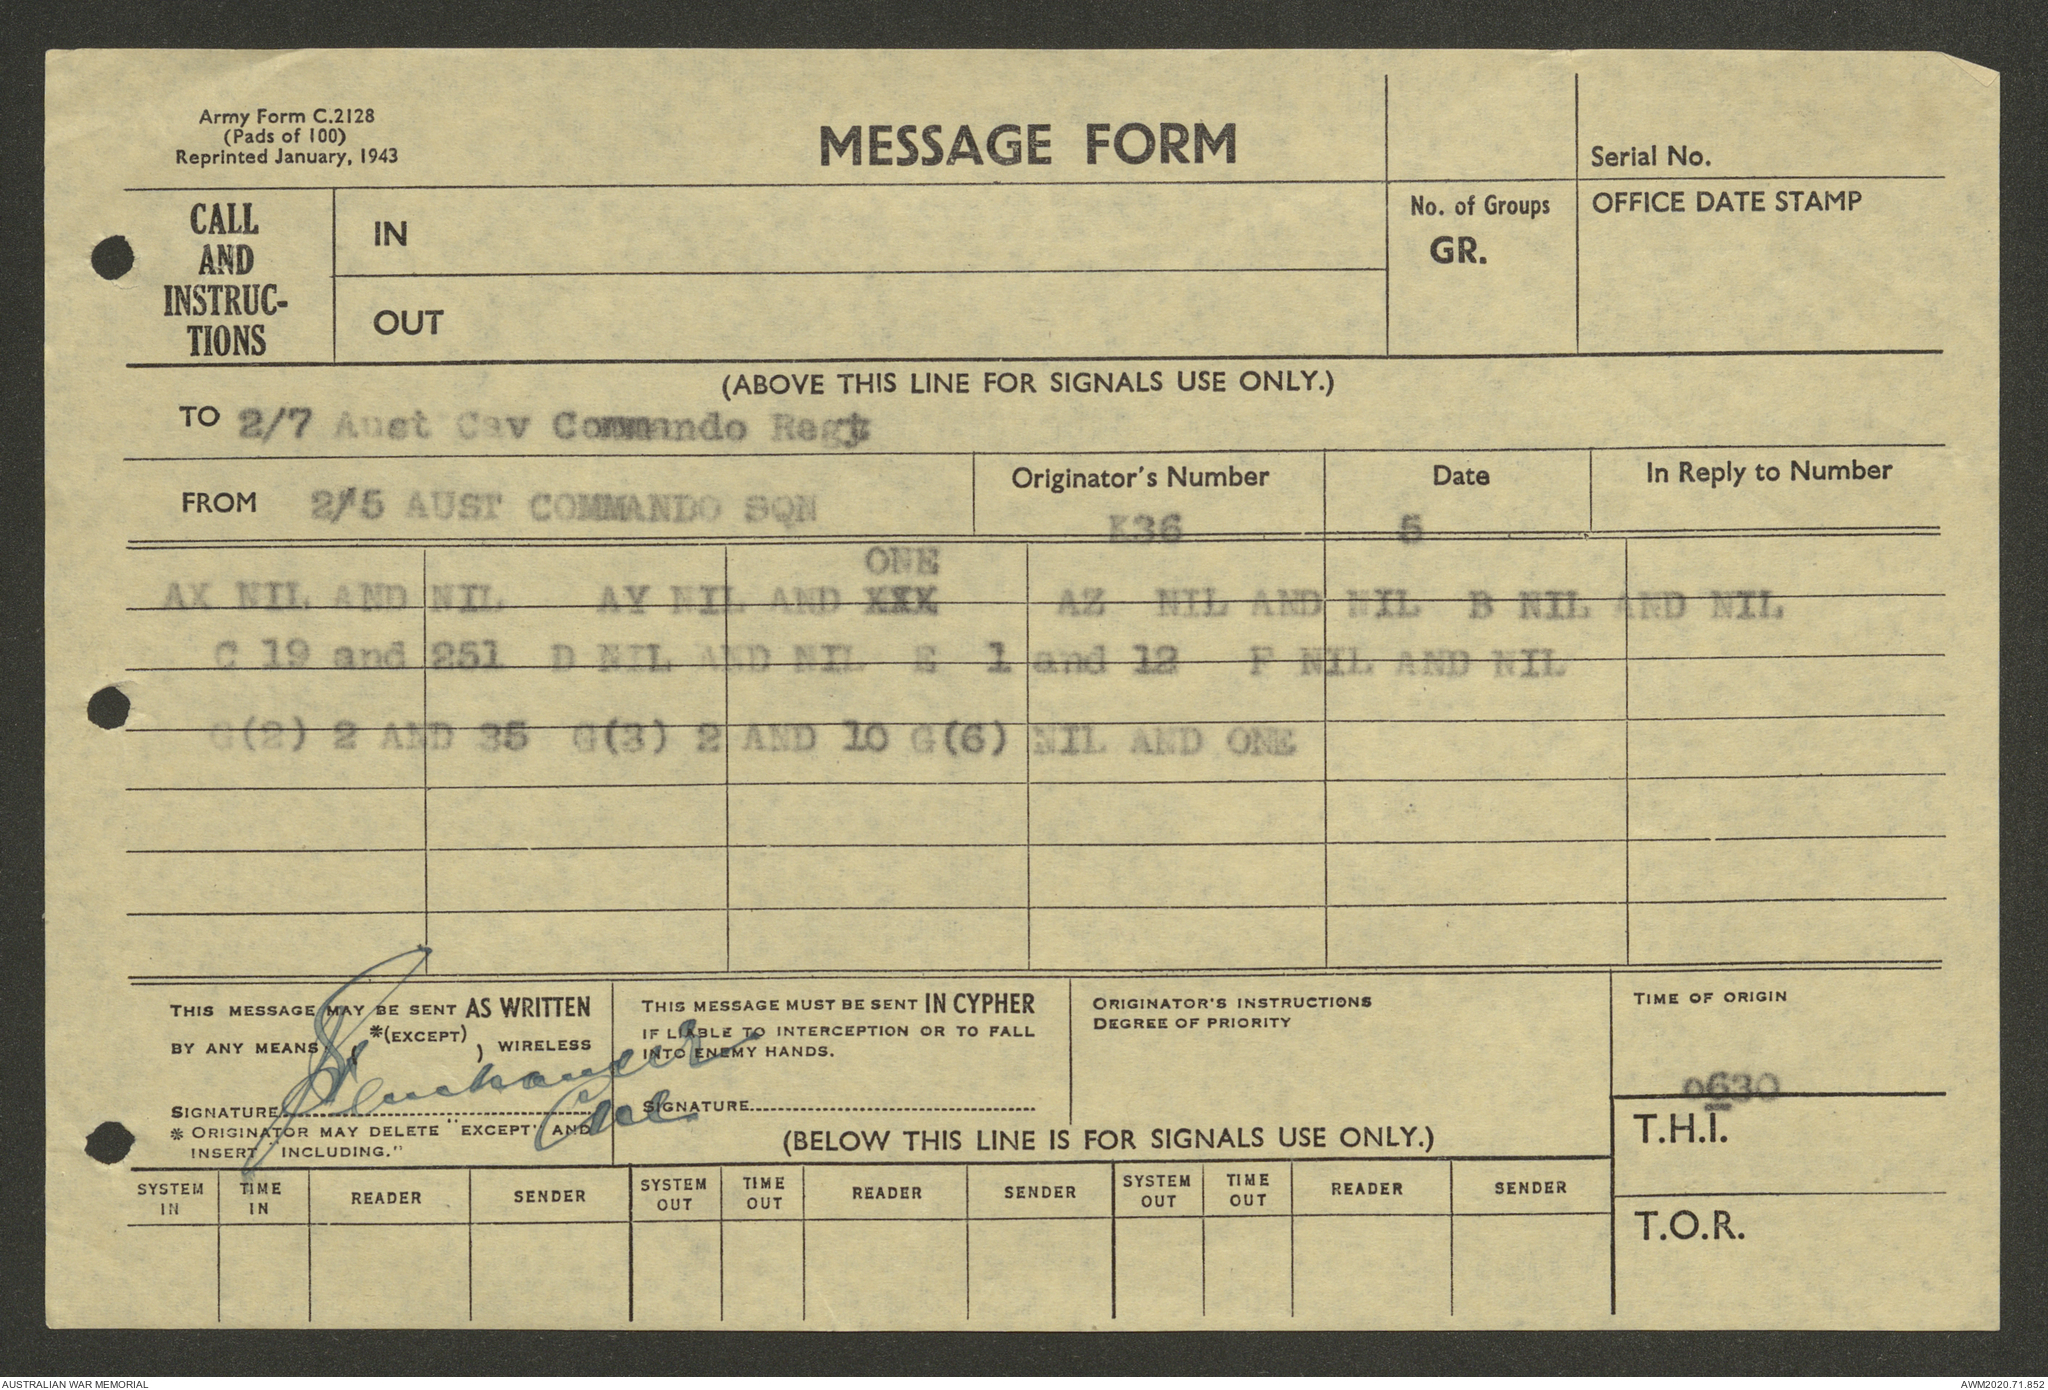 Army Form C.2128
(Pads of 100)
Reprinted January, 1943
MESSAGE FORM
Serial No.
CALL
AND
INSTRUC-
TIONS
IN
OUT
No. of Groups
GR.
OFFICE DATE STAMP
(ABOVE THIS LINE FOR SIGNALS USE ONLY.)
TO 2/7 Aust Cav Commando Regt
FROM 2/5 AUST COMMANDO SQN
Originator's Number
K36
Date
5
In Reply to Number
ONE
AX NIL AND NIL AY NIL AND XXX AZ NIL AND NIL B NIL AND NIL
C 19 and 251 D NIL AND NIL E 1 and 12 F NIL AND NIL
G(2) 2 AND 35 G(3) 2 AND 10 G(6) NIL AND ONE
THIS MESSAGE MAY BE SENT AS WRITTEN
BY ANY MEANS ( *(EXCEPT) ) WIRELESS
SIGNATURE
* ORIGINATOR MAY DELETE "EXCEPT" AND
INSERT "INCLUDING."
THIS MESSAGE MUST BE SENT IN CYPHER
IF LIABLE TO INTERCEPTION OR TO FALL
INTO ENEMY HANDS.
SIGNATURE
ORIGINATOR'S INSTRUCTIONS
DEGREE OF PRIORITY
TIME OF ORIGIN
0630
T.H.I.
T.O.R.
(BELOW THIS LINE IS FOR SIGNALS USE ONLY.)
SYSTEM IN TIME IN READER SENDER SYSTEM OUT TIME OUT READER SENDER SYSTEM OUT TIME OUT READER SENDER
AUSTRALIAN WAR MEMORIAL
AWM2020.71.852